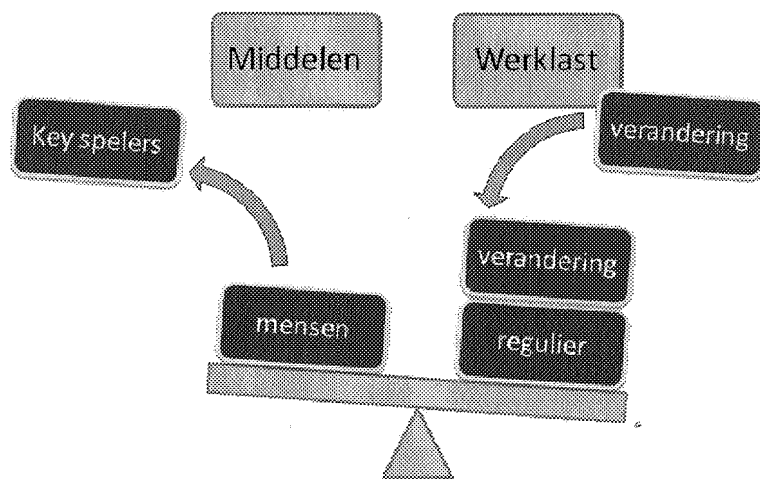 Middelen
Werklast
Key spelers
verandering
verandering
mensen
regulier